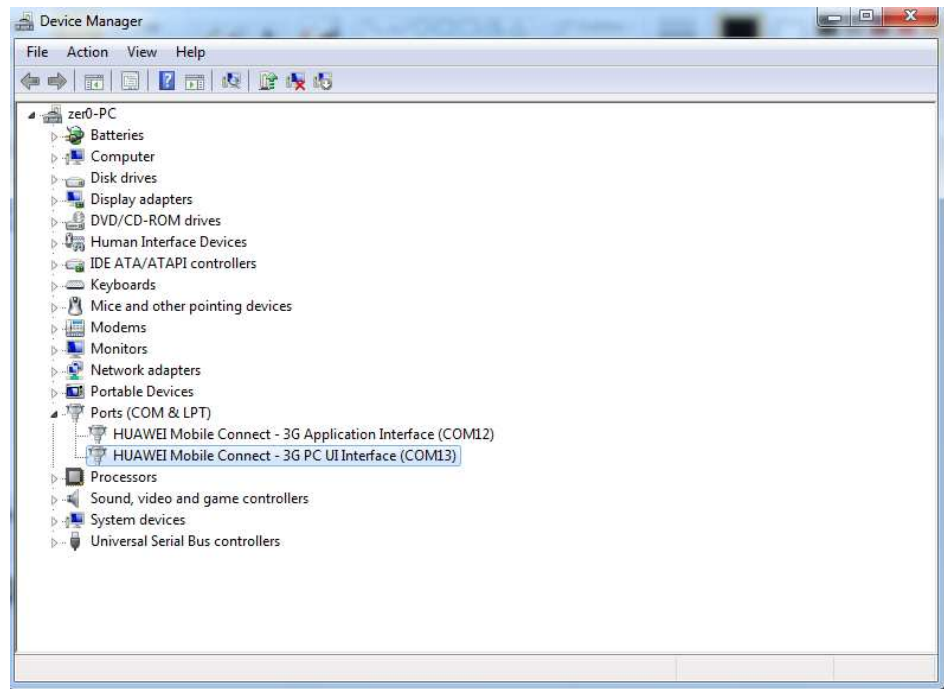 Device Manager
File Action View Help
zer0-PC
Batteries
Computer
Disk drives
Display adapters
DVD/CD-ROM drives
Human Interface Devices
IDE ATA/ATAPI controllers
Keyboards
Mice and other pointing devices
Modems
Monitors
Network adapters
Portable Devices
Ports (COM & LPT)
HUAWEI Mobile Connect - 3G Application Interface (COM12)
HUAWEI Mobile Connect - 3G PC UI Interface (COM13)
Processors
Sound, video and game controllers
System devices
Universal Serial Bus controllers